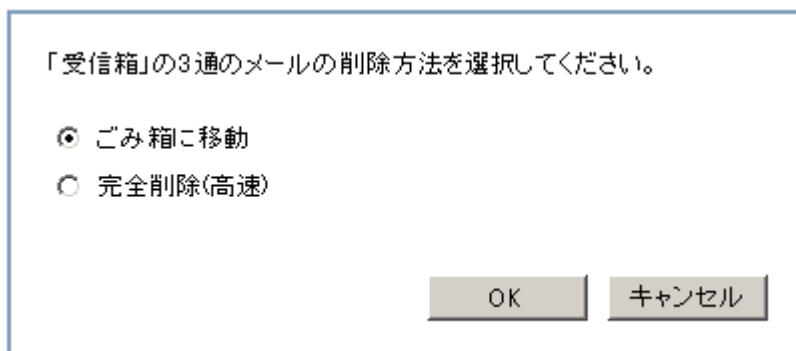 「受信箱」の3通のメールの削除方法を選択してください。
ごみ箱に移動
完全削除(高速)
OK
キャンセル